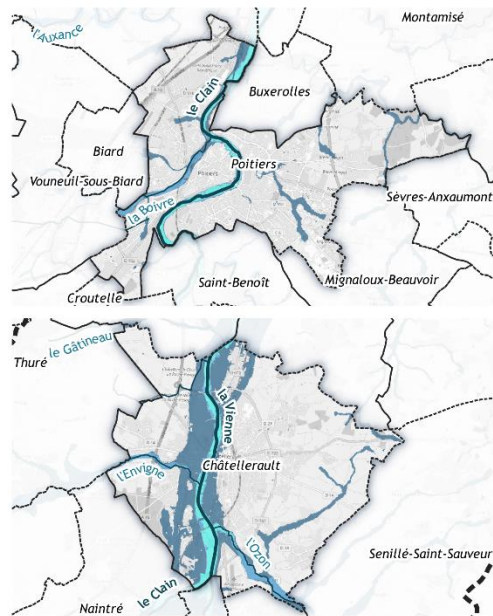 Montamisé
l'Auxance
le Clain
Buxerolles
Biard
Poitiers
Poitiers
Vouneuil-sous-Biard
Sèvres-Anxaumont
la Boivre
Saint-Benoît
Mignaloux-Beauvoir
Croutelle
le Gâtineau
Thuré
la Vienne
Châtellerault
l'Envigne
l'Ozon
Senillé-Saint-Sauveur
le Clain
Naintré